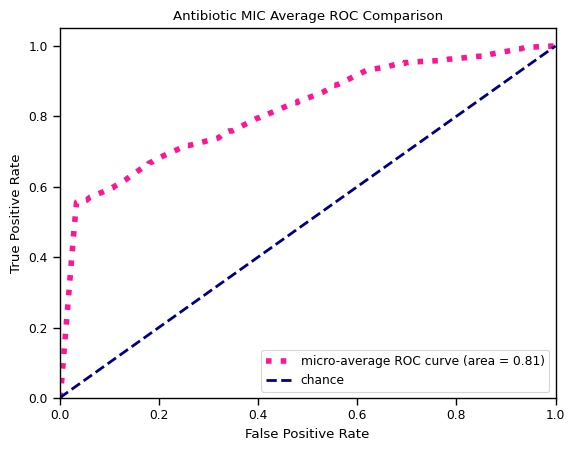 Antibiotic MIC Average ROC Comparison
True Positive Rate
1.0
0.8
0.6
0.4
0.2
0.0
micro-average ROC curve (area = 0.81)
chance
0.0 0.2 0.4 0.6 0.8 1.0
False Positive Rate